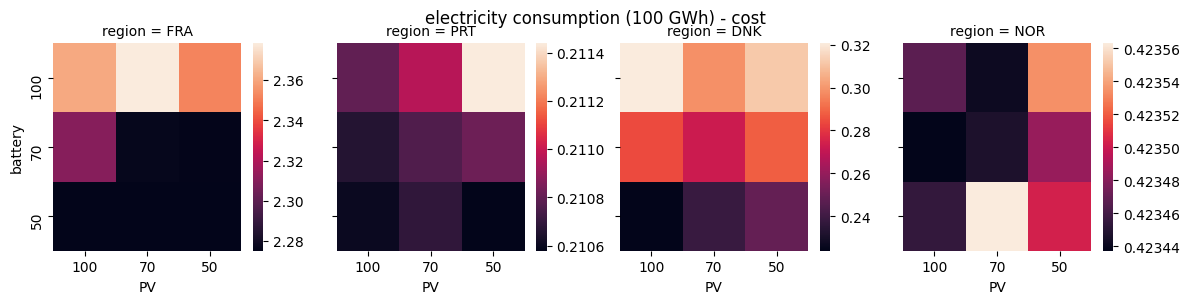 electricity consumption (100 GWh) - cost
region = FRA
region = PRT
region = DNK
region = NOR
battery
100
70
50
100 70 50
PV
2.36
2.34
2.32
2.30
2.28
100 70 50
PV
0.2114
0.2112
0.2110
0.2108
0.2106
100 70 50
PV
0.32
0.30
0.28
0.26
0.24
100 70 50
PV
0.42356
0.42354
0.42352
0.42350
0.42348
0.42346
0.42344